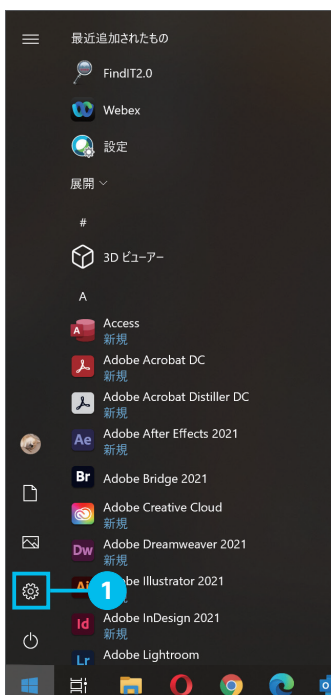 最近追加されたもの
FindIT2.0
Webex
設定
展開
#
3D ビューアー
A
Access
新規
Adobe Acrobat DC
新規
Adobe Acrobat Distiller DC
新規
Adobe After Effects 2021
新規
Adobe Bridge 2021
Adobe Creative Cloud
新規
Adobe Dreamweaver 2021
新規
1
be Illustrator 2021
規
Adobe InDesign 2021
新規
Adobe Lightroom